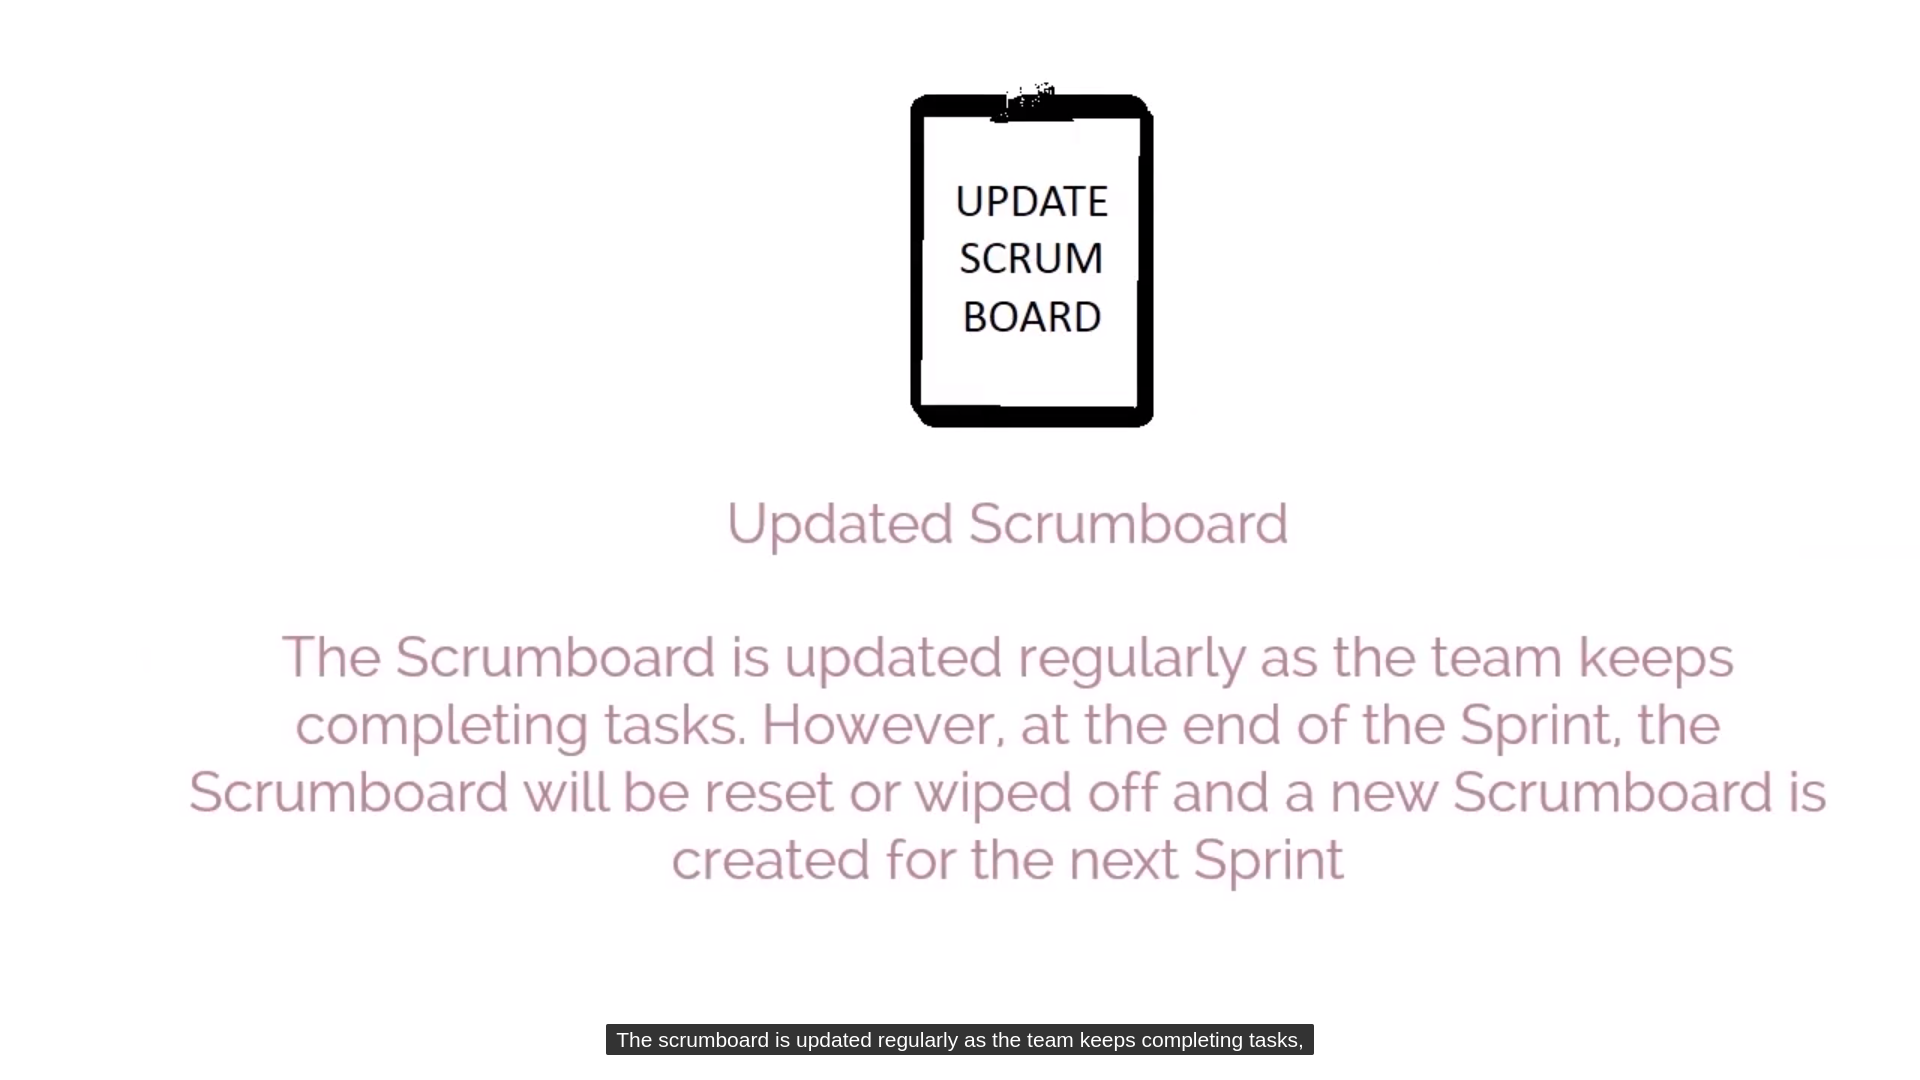 UPDATE
SCRUM
BOARD
Updated Scrumboard
The Scrumboard is updated regularly as the team keeps
completing tasks. However, at the end of the Sprint, the
Scrumboard will be reset or wiped off and a new Scrumboard is
created for the next Sprint
The scrumboard is updated regularly as the team keeps completing tasks,